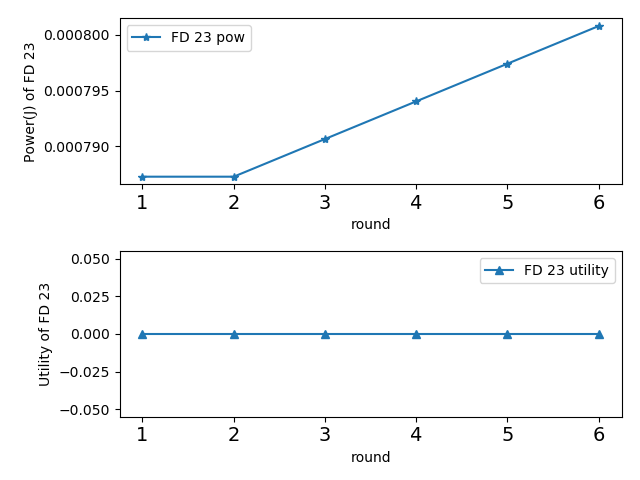 0.000800
0.000795
0.000790
Power(J) of FD 23
FD 23 pow
1 2 3 4 5 6
round
0.050
0.025
0.000
−0.025
−0.050
Utility of FD 23
FD 23 utility
1 2 3 4 5 6
round